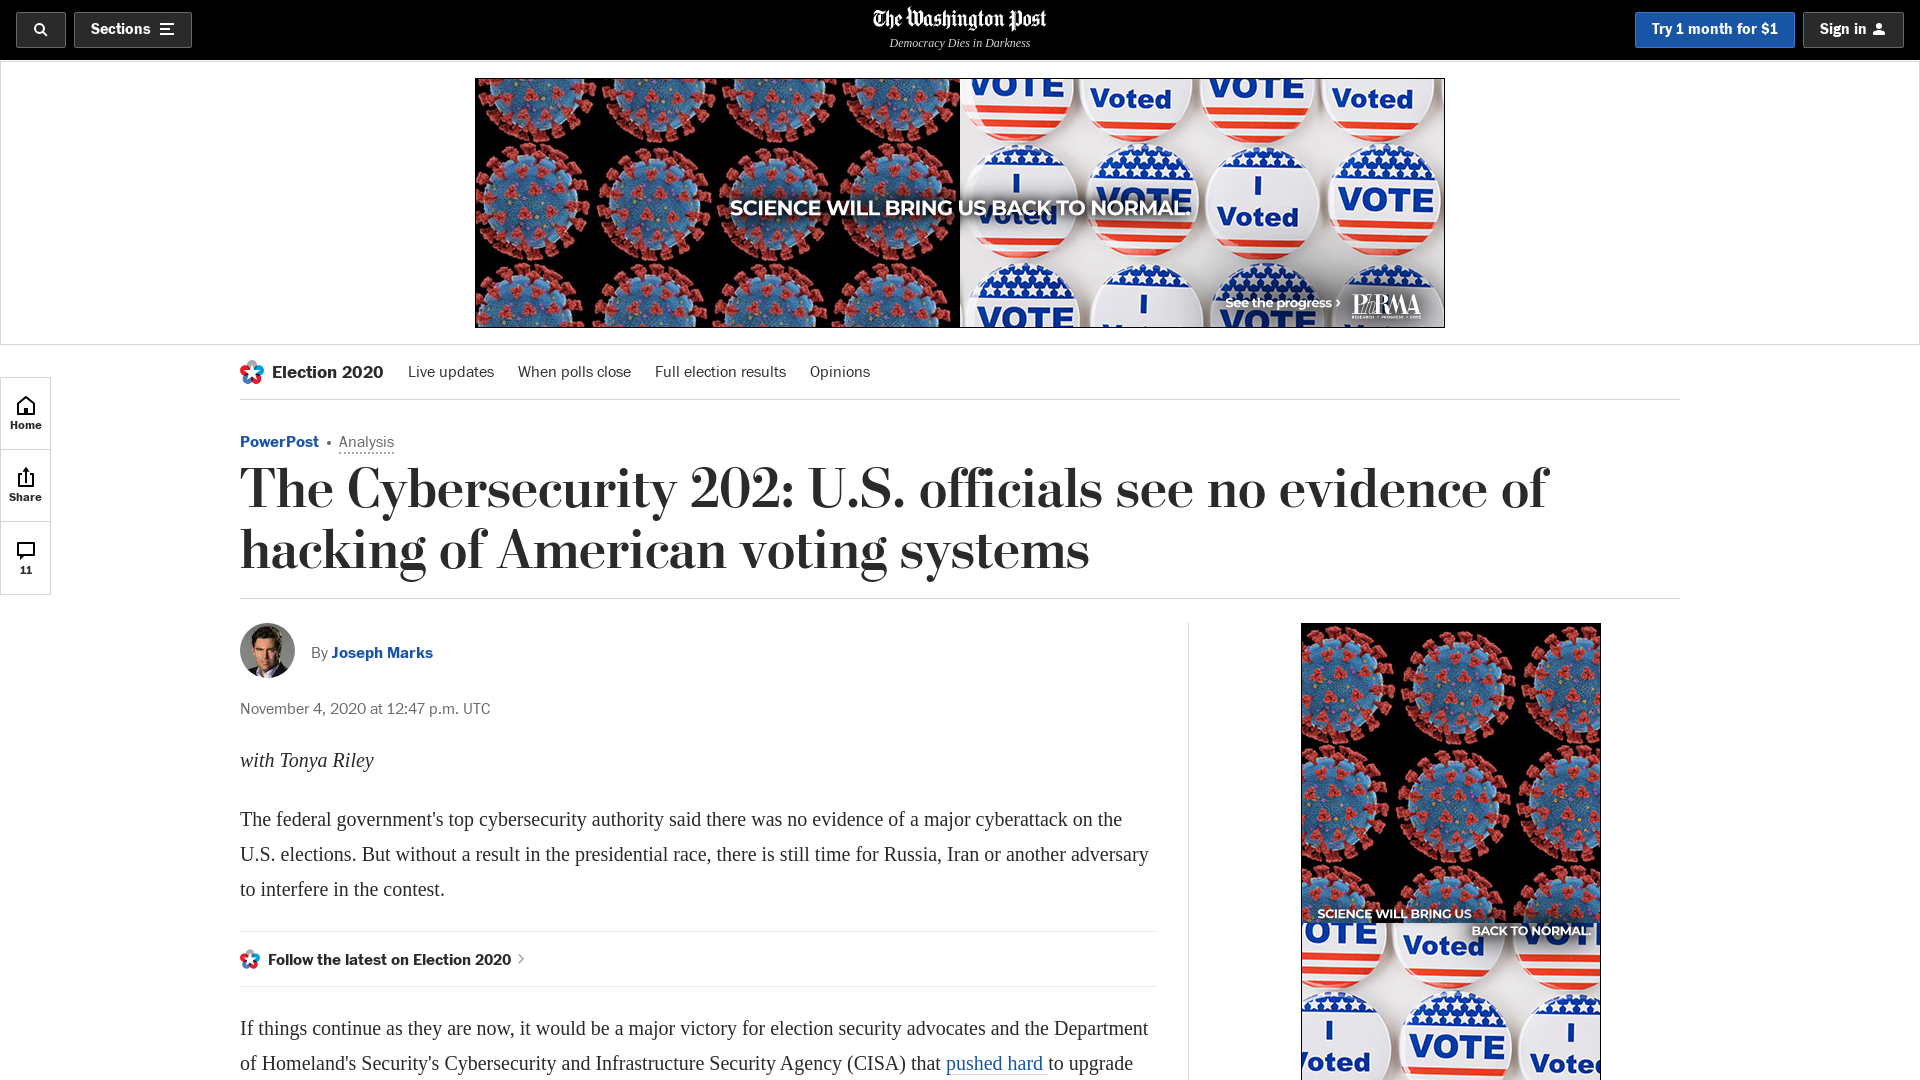 Sections
The Washington Post
Democracy Dies in Darkness
Try 1 month for $1
Sign in
VOTE Voted VOTE Voted
SCIENCE WILL BRING US BACK TO NORMAL.
I VOTE I VOTE
Voted Voted
VOTE I VOTE
See the progress › PhRMA
RESEARCH • PROGRESS • HOPE
Election 2020 Live updates When polls close Full election results Opinions
Home
Share
11
PowerPost • Analysis
The Cybersecurity 202: U.S. officials see no evidence of
hacking of American voting systems
By Joseph Marks
November 4, 2020 at 12:47 p.m. UTC
with Tonya Riley
The federal government's top cybersecurity authority said there was no evidence of a major cyberattack on the
U.S. elections. But without a result in the presidential race, there is still time for Russia, Iran or another adversary
to interfere in the contest.
Follow the latest on Election 2020
If things continue as they are now, it would be a major victory for election security advocates and the Department
of Homeland's Security's Cybersecurity and Infrastructure Security Agency (CISA) that pushed hard to upgrade
SCIENCE WILL BRING US
BACK TO NORMAL.
OTE Voted VOT
I VOTE I
Voted Voted